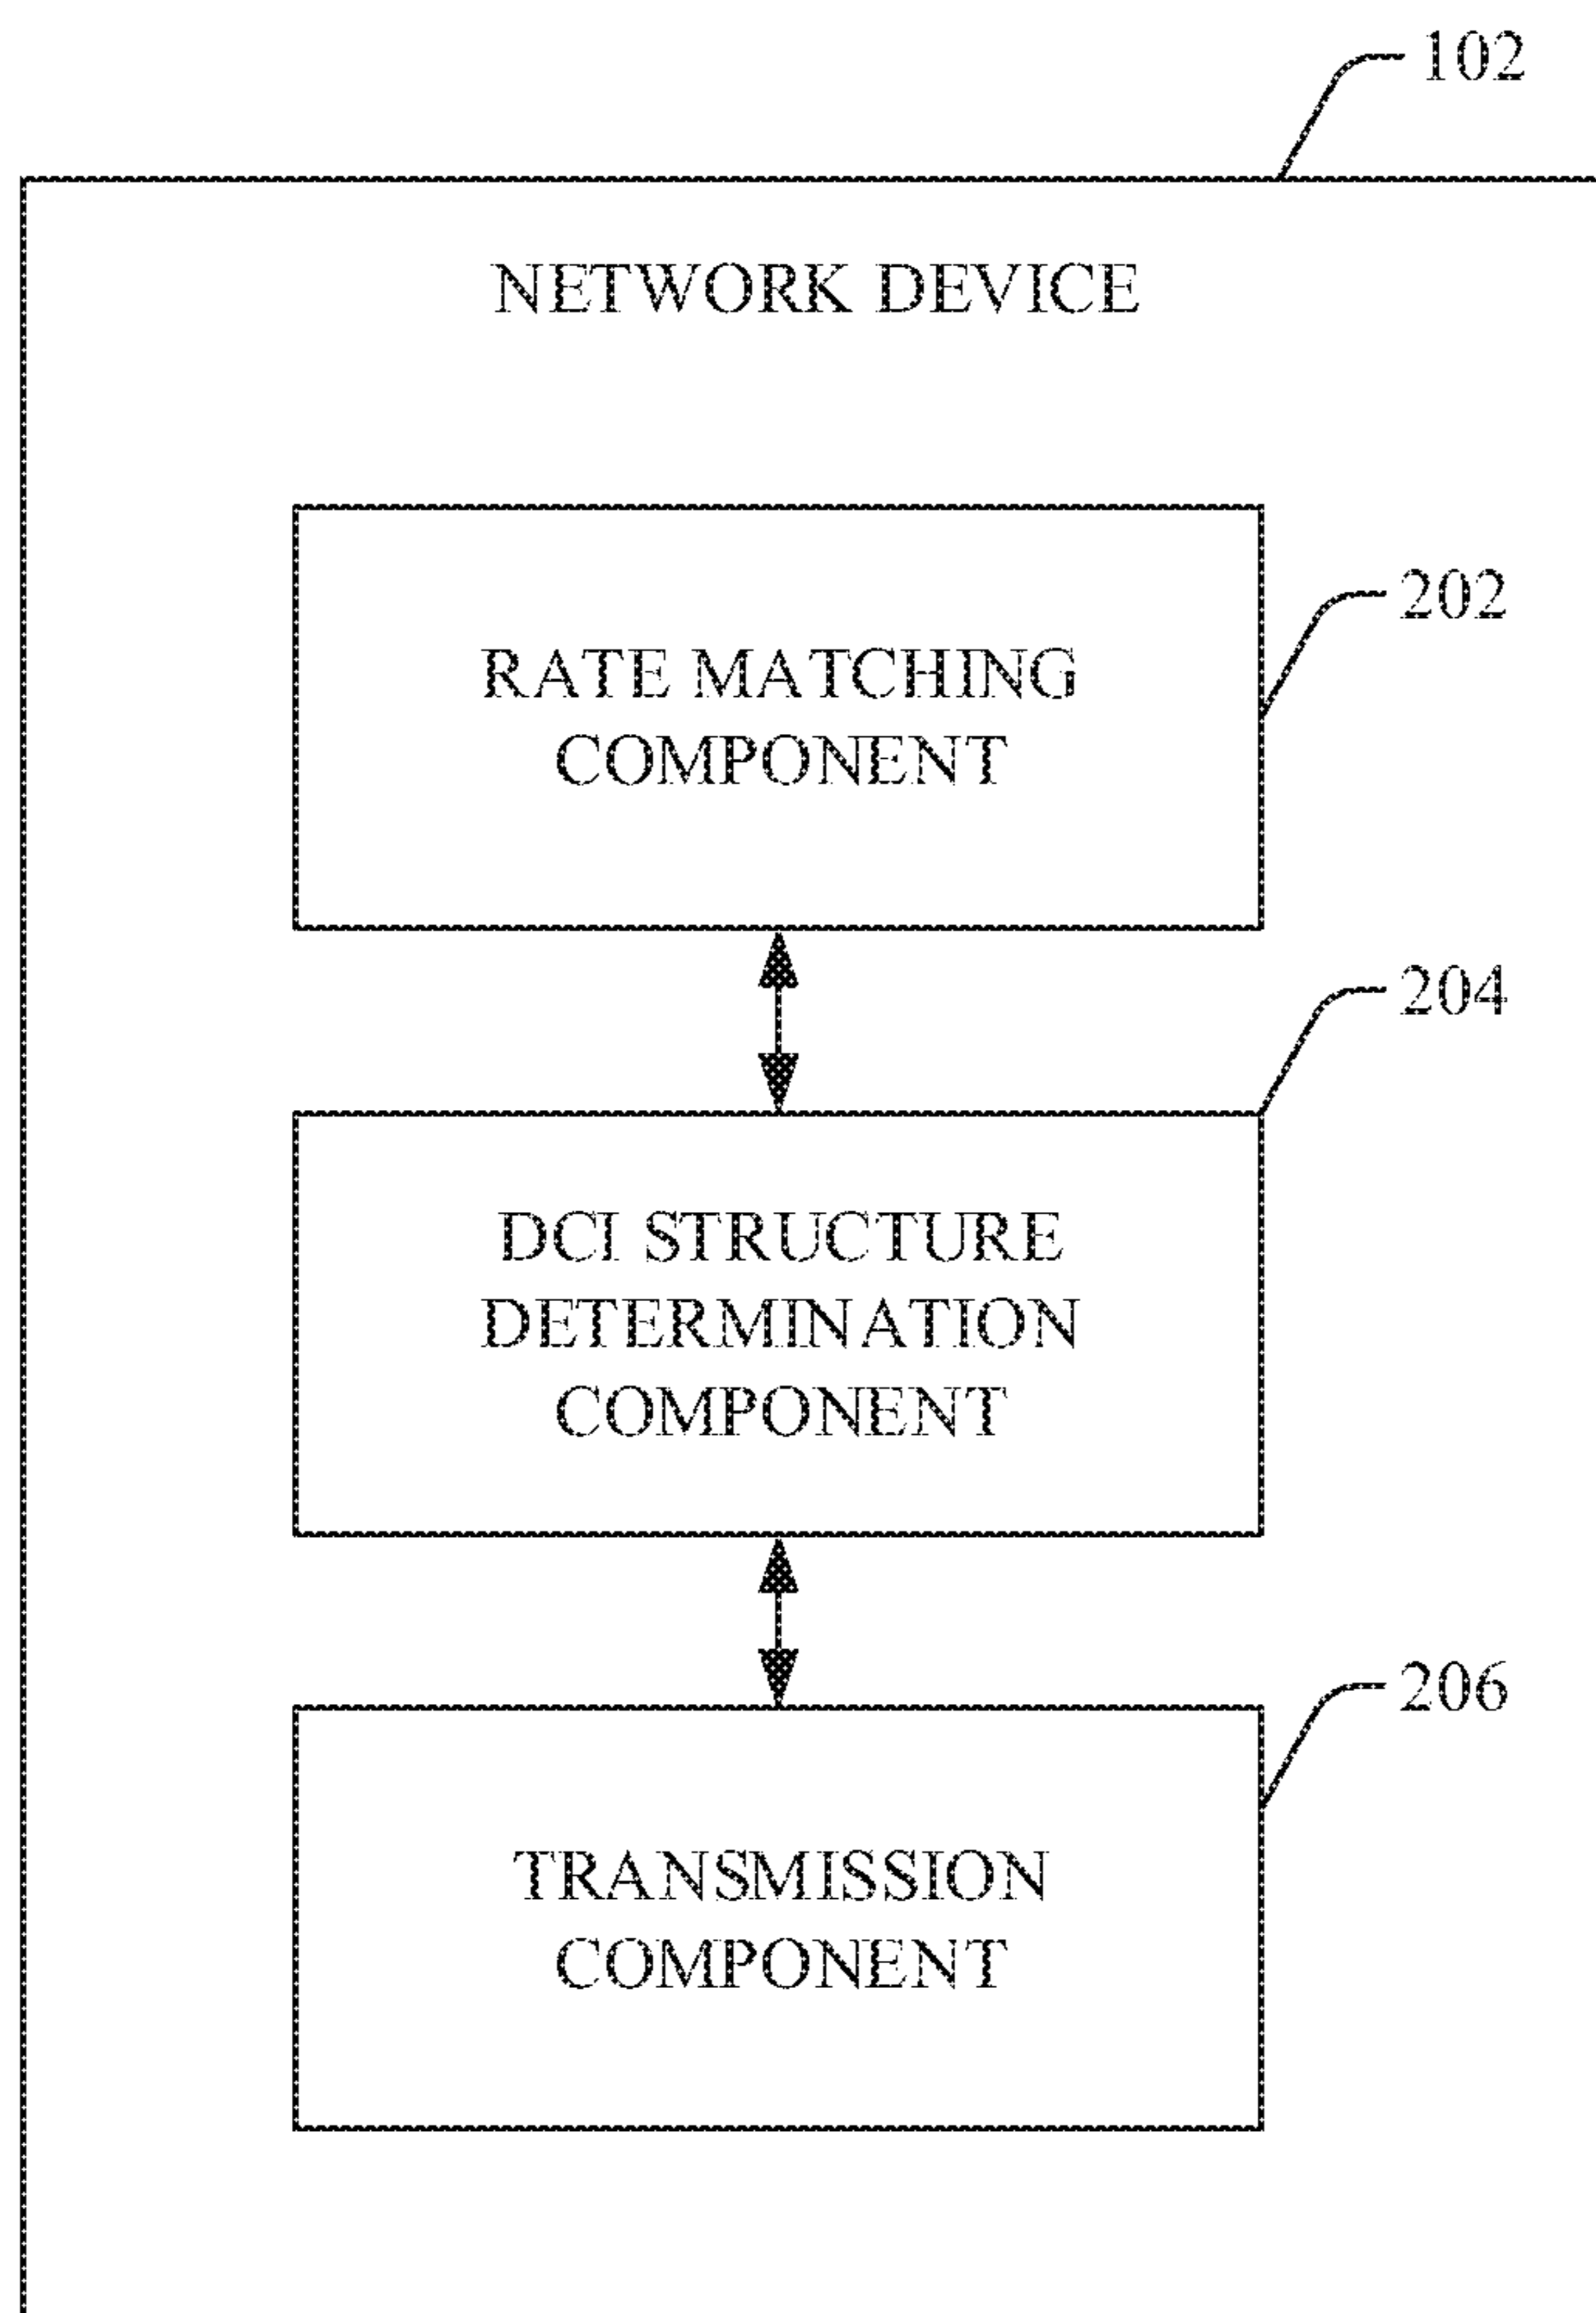 102
NETWORK DEVICE
RATE MATCHING
COMPONENT
202
204
DCI STRUCTURE
DETERMINATION
COMPONENT
206
TRANSMISSION
COMPONENT